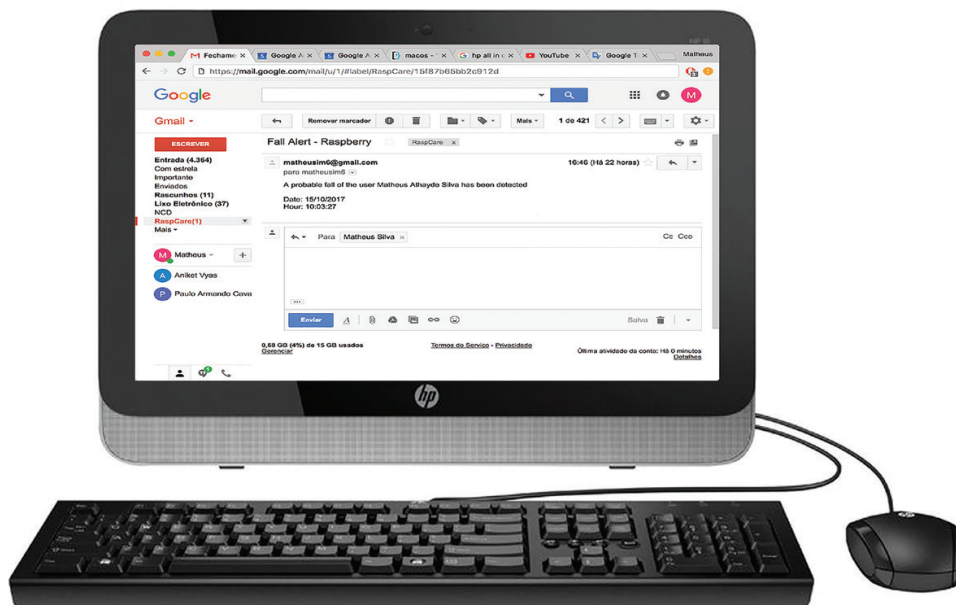 Fechame × Google A × Google A × macos - × hp all in × YouTube × Google T × Matheus
https://mail.google.com/mail/u/1/#label/RaspCare/15f87b65bb2c912d
Google
M
Gmail
Remover marcador
Mais
1 de 421
ESCREVER
Fall Alert - Raspberry
RaspCare x
Entrada (4.364)
Com estrela
Importante
Enviados
Rascunhos (11)
Lixo Eletrônico (37)
NCD
RaspCare(1)
Mais
matheusim6@gmail.com
16:46 (Há 22 horas)
para matheusim6
A probable fall of the user Matheus Alhaydo Silva has been detected
Date: 15/10/2017
Hour: 10:03:27
M Matheus +
A Aniket Vyas
P Paulo Armando Cava
Para Matheus Silva ×
Cc Cco
Enviar
Salva
0,58 GB (4%) de 15 GB usados
Gerenciar
Termos do Serviço - Privacidade
Última atividade da conta: Há 0 minutos
Detalhes
hp